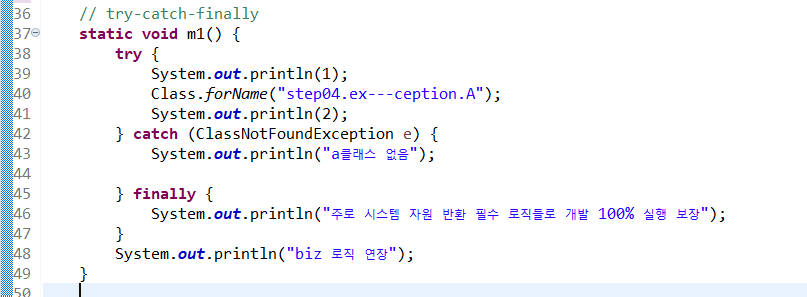 36 // try-catch-finally
37 static void m1() {
38 try {
39 System.out.println(1);
40 Class.forName("step04.ex---ception.A");
41 System.out.println(2);
42 } catch (ClassNotFoundException e) {
43 System.out.println("a클래스 없음");
44
45 } finally {
46 System.out.println("주로 시스템 자원 반환 필수 로직들로 개발 100% 실행 보장");
47 }
48 System.out.println("biz 로직 연장");
49 }
50